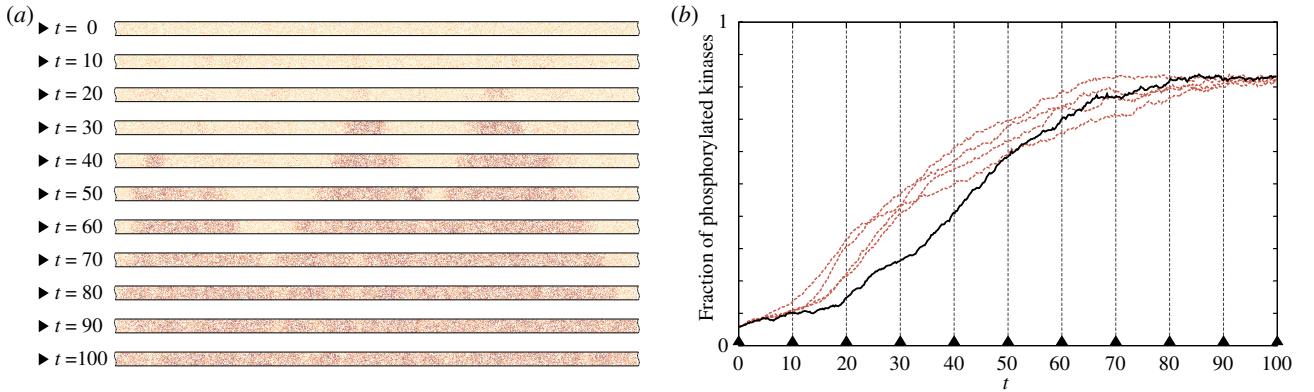 (a)
▶ t = 0
▶ t = 10
▶ t = 20
▶ t = 30
▶ t = 40
▶ t = 50
▶ t = 60
▶ t = 70
▶ t = 80
▶ t = 90
▶ t = 100
(b)
Fraction of phosphorylated kinases
1
0
0 10 20 30 40 50 60 70 80 90 100
t